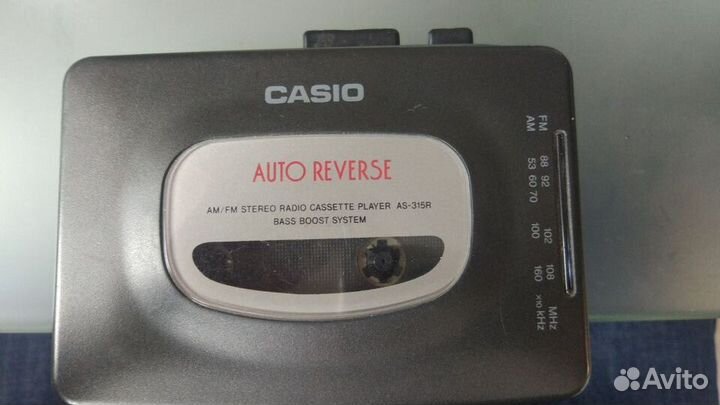 CASIO
AUTO REVERSE
AM/FM STEREO RADIO CASSETTE PLAYER AS-315R
BASS BOOST SYSTEM
FM 88 92 102 108 MHz
AM 53 60 70 100 160 x10 kHz
Avito